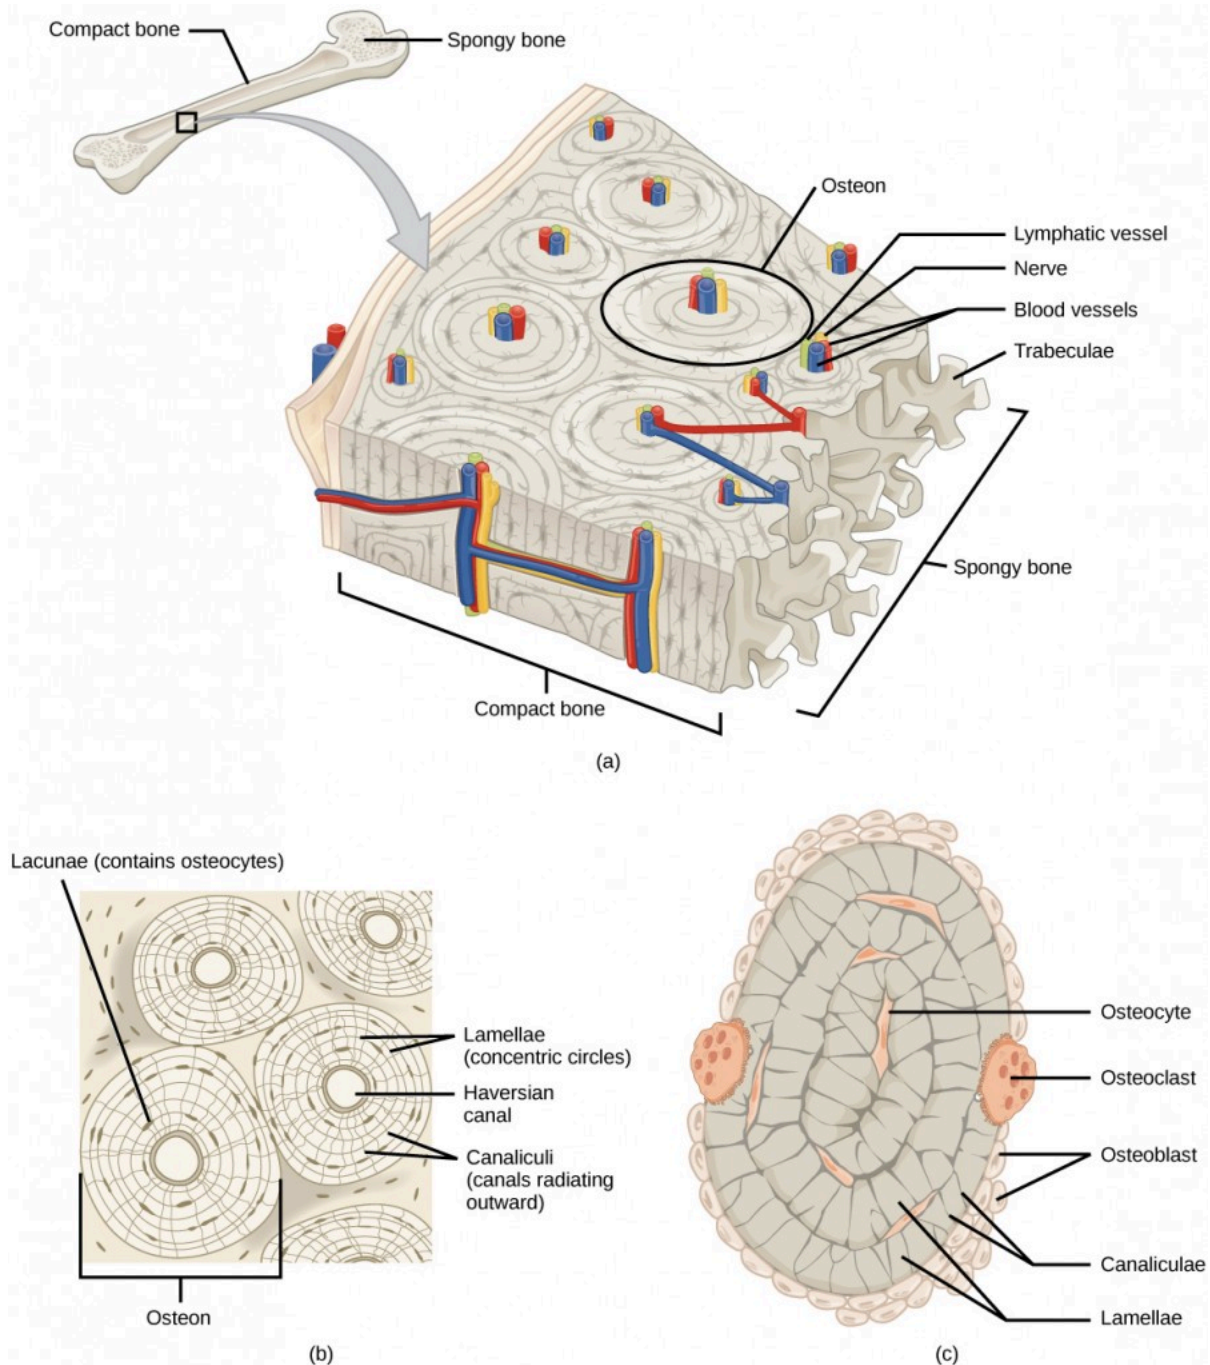 Compact bone
Spongy bone
Osteon
Lymphatic vessel
Nerve
Blood vessels
Trabeculae
Spongy bone
Compact bone
(a)
Lacunae (contains osteocytes)
Lamellae
(concentric circles)
Haversian
canal
Canaliculi
(canals radiating
outward)
Osteon
(b)
Osteocyte
Osteoclast
Osteoblast
Canaliculae
Lamellae
(c)